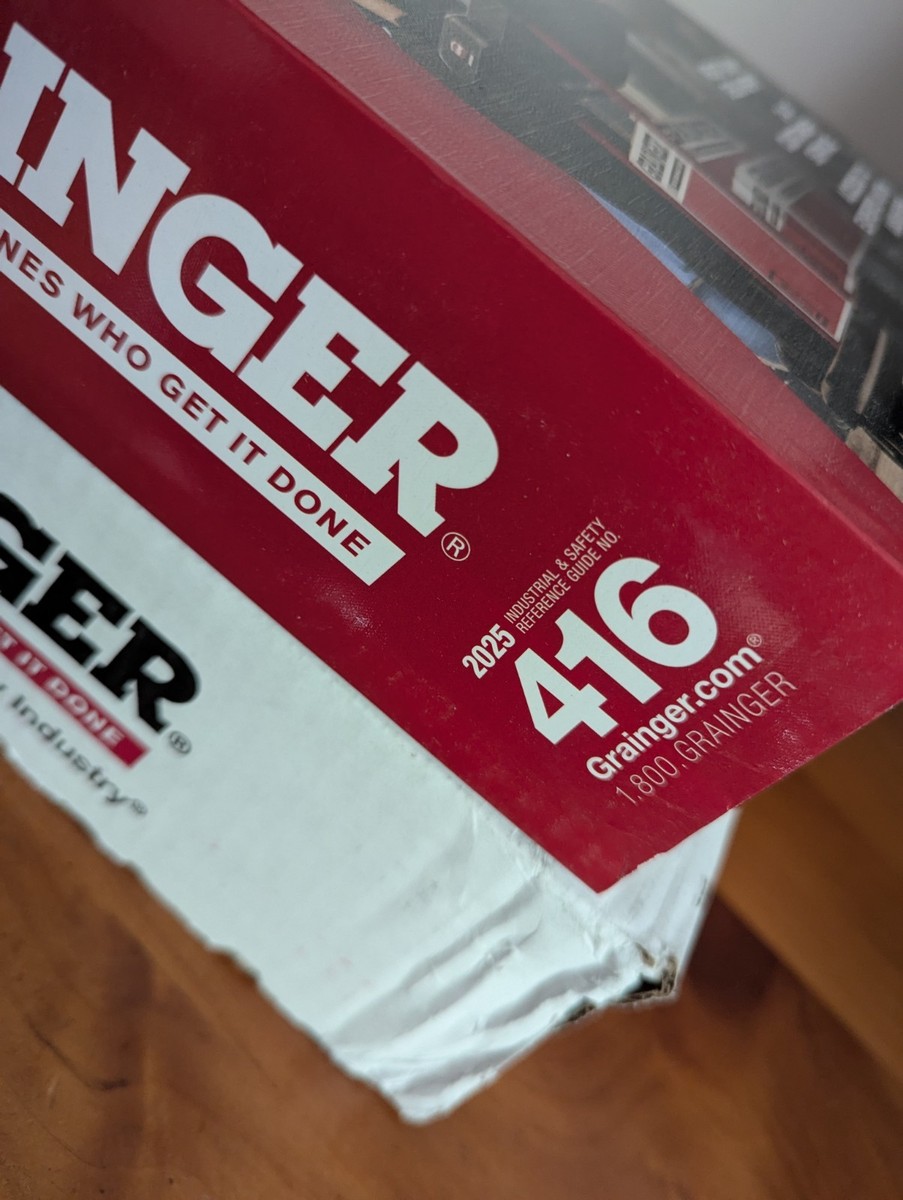 INGER
®
NES WHO GET IT DONE
2025 INDUSTRIAL & SAFETY
REFERENCE GUIDE NO.
416
Grainger.com®
1.800.GRAINGER
GER
®
T IT DONE
Industry®